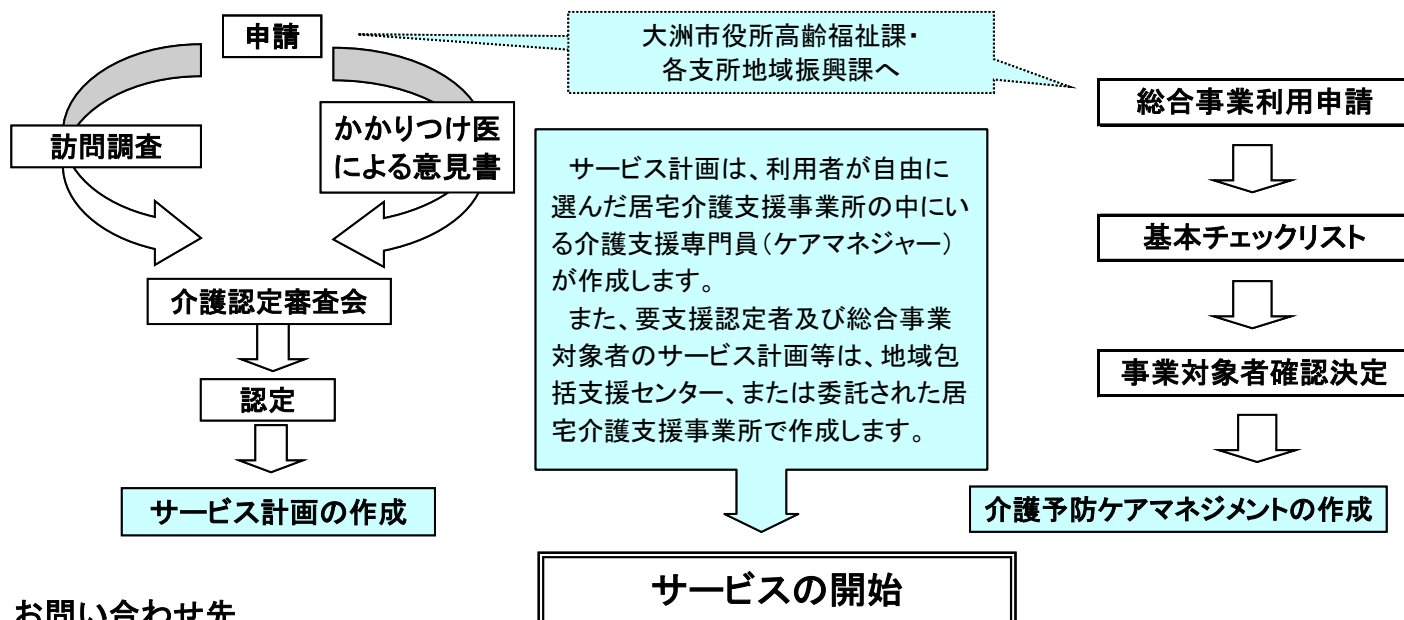 申請
大洲市役所高齢福祉課・
各支所地域振興課へ
総合事業利用申請
訪問調査
かかりつけ医
による意見書
サービス計画は、利用者が自由に
選んだ居宅介護支援事業所の中にい
る介護支援専門員（ケアマネジャー）
が作成します。
また、要支援認定者及び総合事業
対象者のサービス計画等は、地域包
括支援センター、または委託された居
宅介護支援事業所で作成します。
基本チェックリスト
介護認定審査会
事業対象者確認決定
認定
サービス計画の作成
介護予防ケアマネジメントの作成
サービスの開始
お問い合わせ先